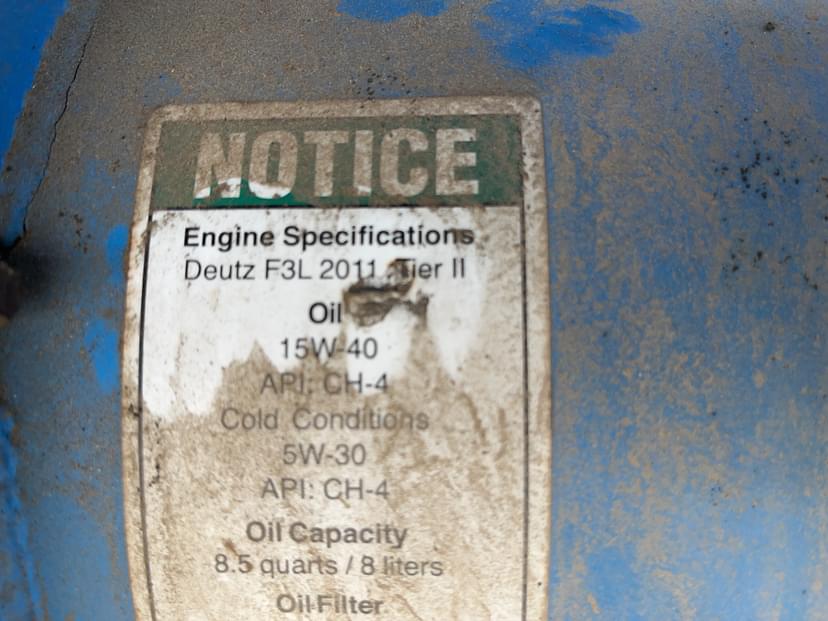 NOTICE
Engine Specifications
Deutz F3L 2011 Tier II
Oil
15W-40
API: CH-4
Cold Conditions
5W-30
API: CH-4
Oil Capacity
8.5 quarts / 8 liters
Oil Filter